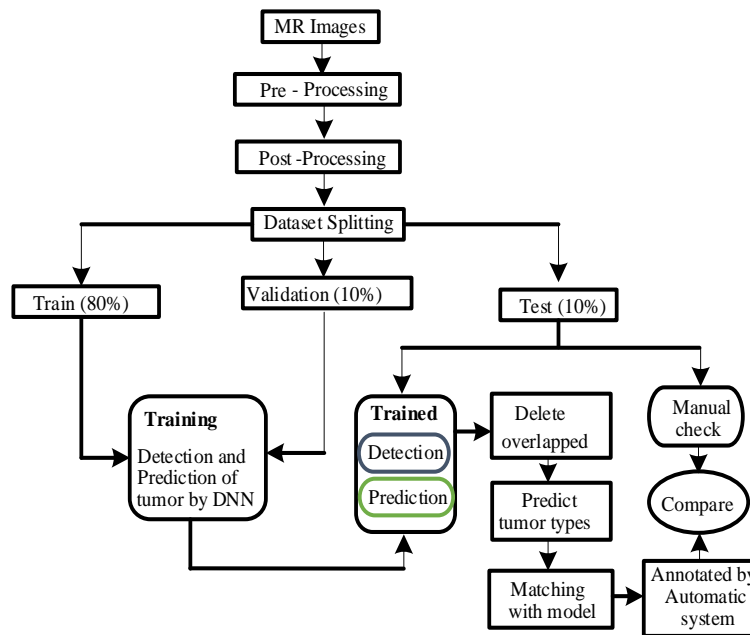 MR Images
Pre - Processing
Post -Processing
Dataset Splitting
Train (80%)
Validation (10%)
Test (10%)
Training
Detection and
Prediction of
tumor by DNN
Trained
Detection
Prediction
Delete
overlapped
Predict
tumor types
Matching
with model
Manual
check
Compare
Annotated by
Automatic
system